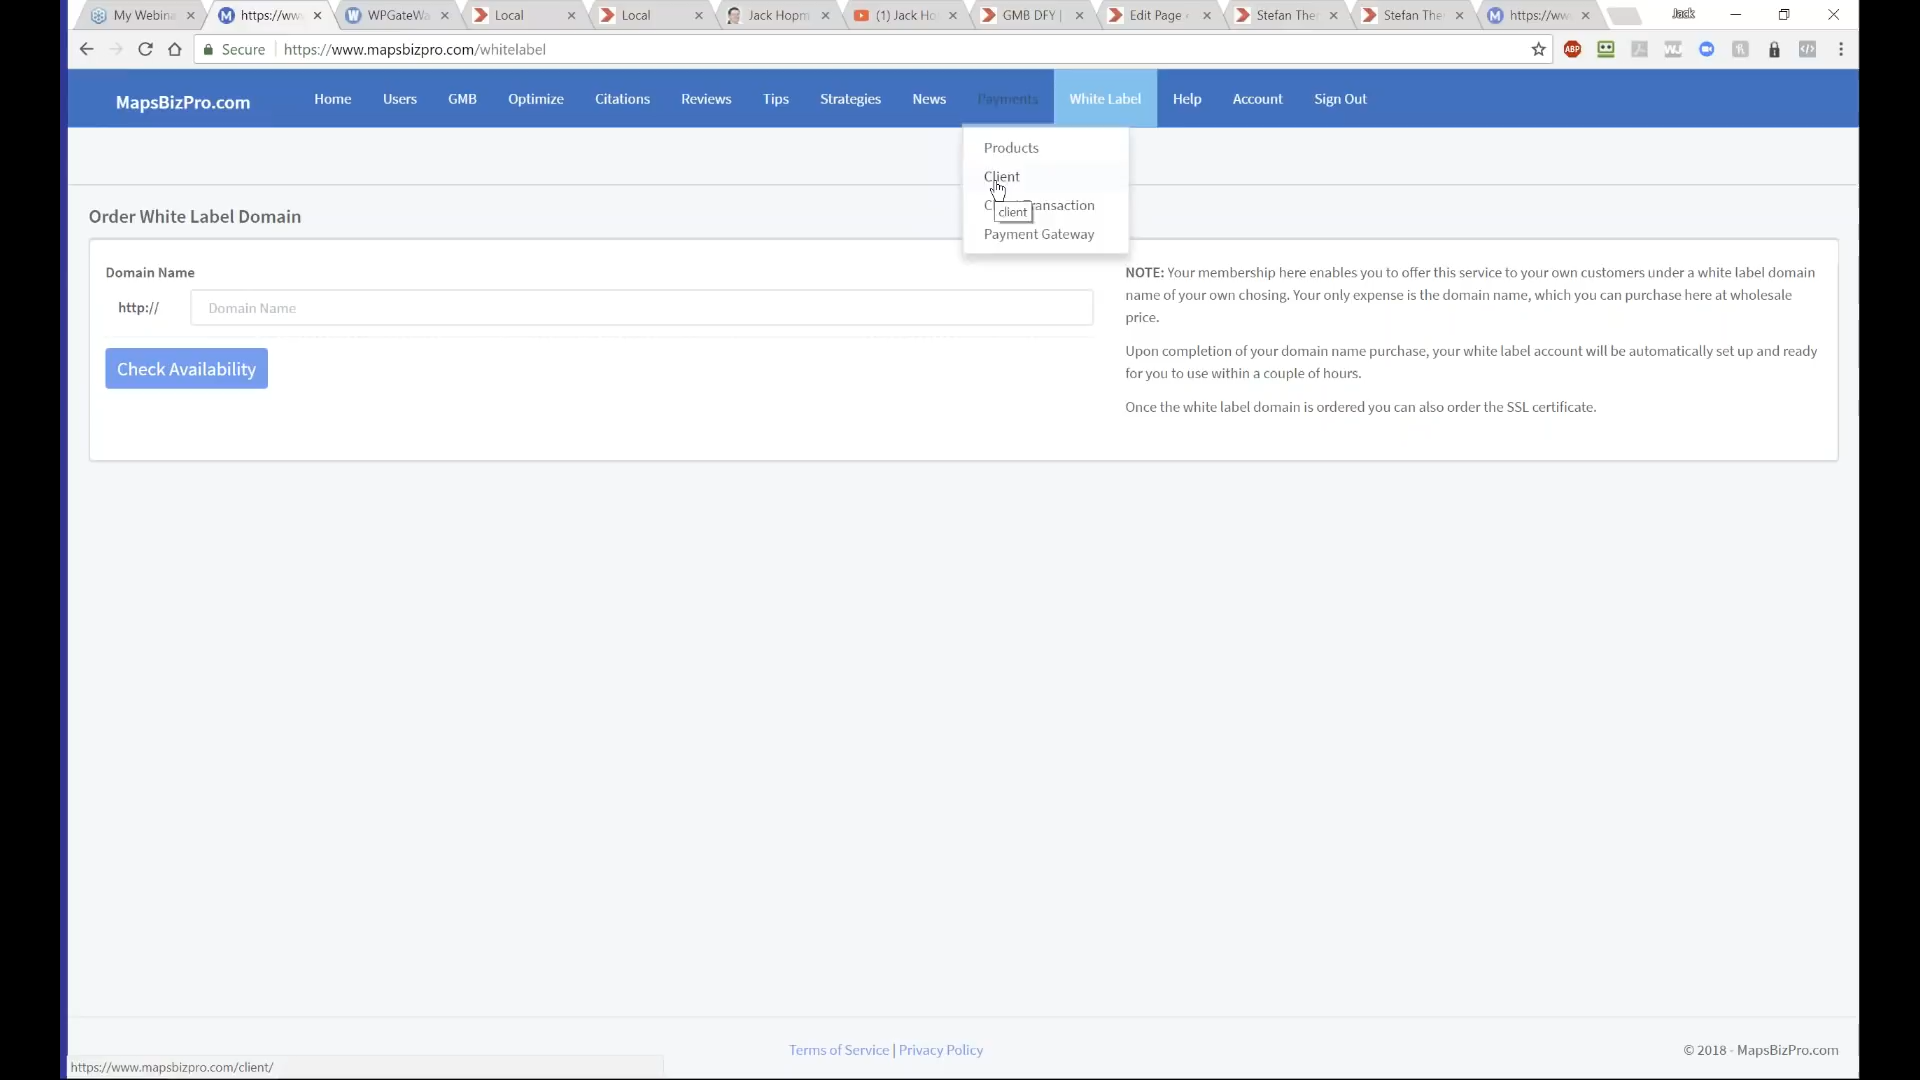 My Webina
https://ww
WPGateWa
Local
Local
Jack Hopm
(1) Jack Ho
GMB DFY |
Edit Page
Stefan The
Stefan The
https://ww
Jack
Secure
https://www.mapsbizpro.com/whitelabel
ABP
MapsBizPro.com
Home
Users
GMB
Optimize
Citations
Reviews
Tips
Strategies
News
Payments
White Label
Help
Account
Sign Out
Products
Client
C
ansaction
client
Payment Gateway
Order White Label Domain
Domain Name
http://
Domain Name
Check Availability
NOTE: Your membership here enables you to offer this service to your own customers under a white label domain
name of your own chosing. Your only expense is the domain name, which you can purchase here at wholesale
price.
Upon completion of your domain name purchase, your white label account will be automatically set up and ready
for you to use within a couple of hours.
Once the white label domain is ordered you can also order the SSL certificate.
Terms of Service | Privacy Policy
© 2018 - MapsBizPro.com
https://www.mapsbizpro.com/client/